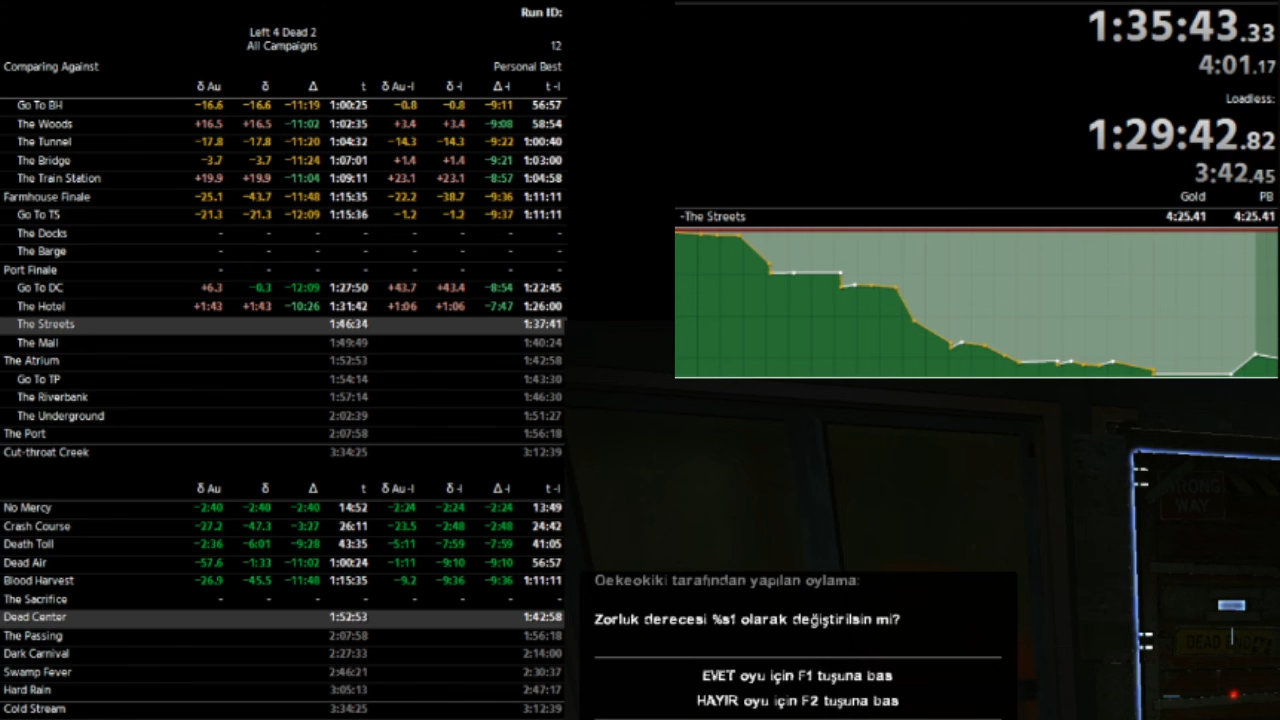 Run ID:
Left 4 Dead 2
All Campaigns
12
Comparing Against Personal Best
δ Au δ Δ t δ Au-l δ -l Δ -l t -l
Go To BH −16.6 −16.6 −11:19 1:00:25 −0.8 −0.8 −9:11 56:57
The Woods +16.5 +16.5 −11:02 1:02:35 +3.4 +3.4 −9:08 58:54
The Tunnel −17.8 −17.8 −11:20 1:04:32 −14.3 −14.3 −9:22 1:00:40
The Bridge −3.7 −3.7 −11:24 1:07:01 +1.4 +1.4 −9:21 1:03:00
The Train Station +19.9 +19.9 −11:04 1:09:11 +23.1 +23.1 −8:57 1:04:58
Farmhouse Finale −25.1 −43.7 −11:48 1:15:35 −22.2 −38.7 −9:36 1:11:11
Go To TS −21.3 −21.3 −12:09 1:15:36 −1.2 −1.2 −9:37 1:11:11
The Docks - - - - - - - -
The Barge - - - - - - - -
Port Finale - - - - - - - -
Go To DC +6.3 −0.3 −12:09 1:27:50 +43.7 +43.4 −8:54 1:22:45
The Hotel +1:43 +1:43 −10:26 1:31:42 +1:06 +1:06 −7:47 1:26:00
The Streets 1:46:34 1:37:41
The Mall 1:49:49 1:40:24
The Atrium 1:52:53 1:42:58
Go To TP 1:54:14 1:43:30
The Riverbank 1:57:14 1:46:30
The Underground 2:02:39 1:51:27
The Port 2:07:58 1:56:18
Cut-throat Creek 3:34:25 3:12:39
δ Au δ Δ t δ Au-l δ -l Δ -l t -l
No Mercy −2:40 −2:40 −2:40 14:52 −2:24 −2:24 −2:24 13:49
Crash Course −27.2 −47.3 −3:27 26:11 −23.5 −2:48 −2:48 24:42
Death Toll −2:36 −6:01 −9:28 43:35 −5:11 −7:59 −7:59 41:05
Dead Air −57.6 −1:33 −11:02 1:00:24 −1:11 −9:10 −9:10 56:57
Blood Harvest −26.9 −45.5 −11:48 1:15:35 −9.2 −9:36 −9:36 1:11:11
The Sacrifice - - - - - - - -
Dead Center 1:52:53 1:42:58
The Passing 2:07:58 1:56:18
Dark Carnival 2:27:33 2:14:00
Swamp Fever 2:46:21 2:30:37
Hard Rain 3:05:13 2:47:17
Cold Stream 3:34:25 3:12:39
1:35:43.33
4:01.17
Loadless:
1:29:42.82
3:42.45
Gold PB
-The Streets 4:25.41 4:25.41
WRONG
WAY
DEAD END
Oekeokiki tarafından yapılan oylama:
Zorluk derecesi %s1 olarak değiştirilsin mi?
EVET oyu için F1 tuşuna bas
HAYIR oyu için F2 tuşuna bas